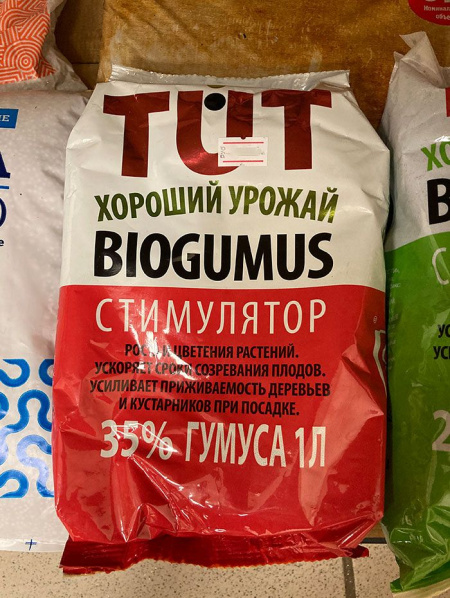 TUT
ХОРОШИЙ УРОЖАЙ
BIOGUMUS
СТИМУЛЯТОР
РОСТА И ЦВЕТЕНИЯ РАСТЕНИЙ.
УСКОРЯЕТ СРОКИ СОЗРЕВАНИЯ ПЛОДОВ.
УСИЛИВАЕТ ПРИЖИВАЕМОСТЬ ДЕРЕВЬЕВ
И КУСТАРНИКОВ ПРИ ПОСАДКЕ.
35% ГУМУСА 1Л